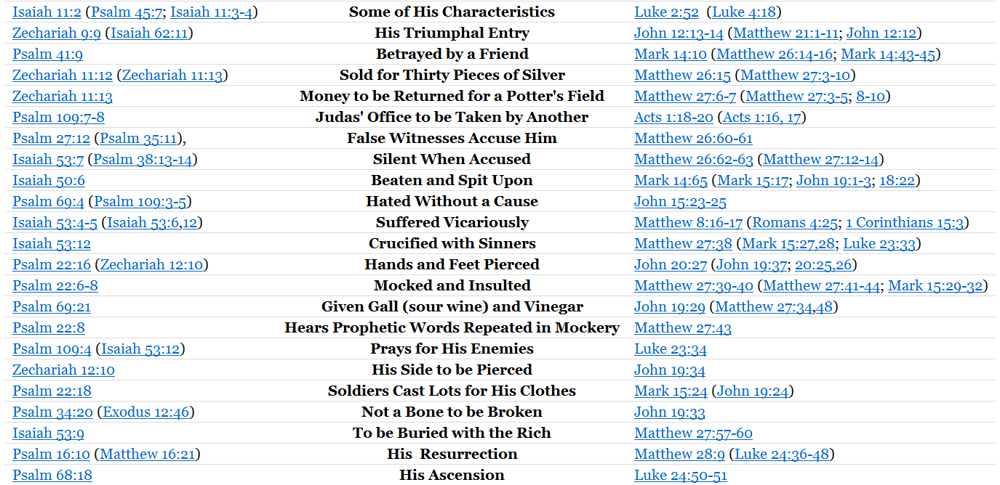 Isaiah 11:2 (Psalm 45:7; Isaiah 11:3-4) Some of His Characteristics Luke 2:52 (Luke 4:18)
Zechariah 9:9 (Isaiah 62:11) His Triumphal Entry John 12:13-14 (Matthew 21:1-11; John 12:12)
Psalm 41:9 Betrayed by a Friend Mark 14:10 (Matthew 26:14-16; Mark 14:43-45)
Zechariah 11:12 (Zechariah 11:13) Sold for Thirty Pieces of Silver Matthew 26:15 (Matthew 27:3-10)
Zechariah 11:13 Money to be Returned for a Potter's Field Matthew 27:6-7 (Matthew 27:3-5; 8-10)
Psalm 109:7-8 Judas' Office to be Taken by Another Acts 1:18-20 (Acts 1:16, 17)
Psalm 27:12 (Psalm 35:11), False Witnesses Accuse Him Matthew 26:60-61
Isaiah 53:7 (Psalm 38:13-14) Silent When Accused Matthew 26:62-63 (Matthew 27:12-14)
Isaiah 50:6 Beaten and Spit Upon Mark 14:65 (Mark 15:17; John 19:1-3; 18:22)
Psalm 69:4 (Psalm 109:3-5) Hated Without a Cause John 15:23-25
Isaiah 53:4-5 (Isaiah 53:6,12) Suffered Vicariously Matthew 8:16-17 (Romans 4:25; 1 Corinthians 15:3)
Isaiah 53:12 Crucified with Sinners Matthew 27:38 (Mark 15:27,28; Luke 23:33)
Psalm 22:16 (Zechariah 12:10) Hands and Feet Pierced John 20:27 (John 19:37; 20:25,26)
Psalm 22:6-8 Mocked and Insulted Matthew 27:39-40 (Matthew 27:41-44; Mark 15:29-32)
Psalm 69:21 Given Gall (sour wine) and Vinegar John 19:29 (Matthew 27:34,48)
Psalm 22:8 Hears Prophetic Words Repeated in Mockery Matthew 27:43
Psalm 109:4 (Isaiah 53:12) Prays for His Enemies Luke 23:34
Zechariah 12:10 His Side to be Pierced John 19:34
Psalm 22:18 Soldiers Cast Lots for His Clothes Mark 15:24 (John 19:24)
Psalm 34:20 (Exodus 12:46) Not a Bone to be Broken John 19:33
Isaiah 53:9 To be Buried with the Rich Matthew 27:57-60
Psalm 16:10 (Matthew 16:21) His Resurrection Matthew 28:9 (Luke 24:36-48)
Psalm 68:18 His Ascension Luke 24:50-51